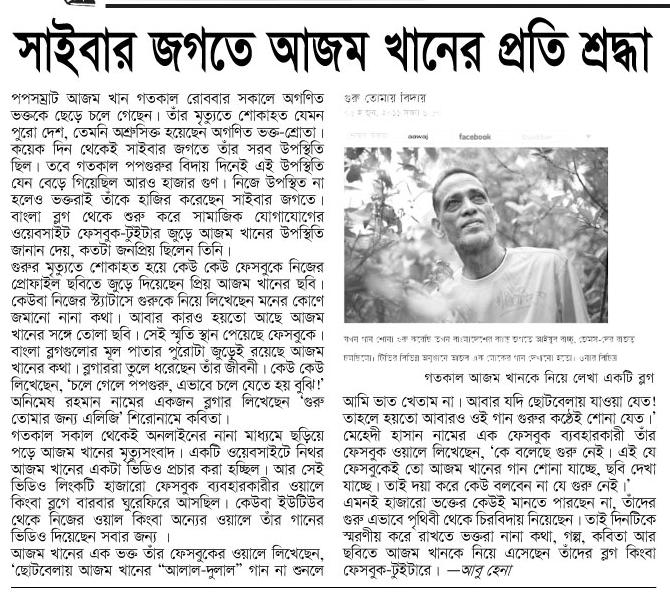 সাইবার জগতে আজম খানের প্রতি শ্রদ্ধা
পপসম্রাট আজম খান গতকাল রোববার সকালে অগণিত
ভক্তকে ছেড়ে চলে গেছেন। তাঁর মৃত্যুতে শোকাহত যেমন
পুরো দেশ, তেমনি অশ্রুসিক্ত হয়েছেন অগণিত ভক্ত-শ্রোতা।
কয়েক দিন থেকেই সাইবার জগতে তাঁর সরব উপস্থিতি
ছিল। তবে গতকাল পপগুরুর বিদায় দিনেই এই উপস্থিতি
যেন বেড়ে গিয়েছিল আরও হাজার গুণ। নিজে উপস্থিত না
হলেও ভক্তরাই তাঁকে হাজির করেছেন সাইবার জগতে।
বাংলা ব্লগ থেকে শুরু করে সামাজিক যোগাযোগের
ওয়েবসাইট ফেসবুক-টুইটার জুড়ে আজম খানের উপস্থিতি
জানান দেয়, কতটা জনপ্রিয় ছিলেন তিনি।
গুরুর মৃত্যুতে শোকাহত হয়ে কেউ কেউ ফেসবুকে নিজের
প্রোফাইল ছবিতে জুড়ে দিয়েছেন প্রিয় আজম খানের ছবি।
কেউবা নিজের স্ট্যাটাসে গুরুকে নিয়ে লিখেছেন মনের কোণে
জমানো নানা কথা। আবার কারও হয়তো আছে আজম
খানের সঙ্গে তোলা ছবি। সেই স্মৃতি স্থান পেয়েছে ফেসবুকে।
বাংলা ব্লগগুলোর মূল পাতার পুরোটা জুড়েই রয়েছে আজম
খানের কথা। ব্লগাররা তুলে ধরেছেন তাঁর জীবনী। কেউ কেউ
লিখেছেন, ‘চলে গেলে পপগুরু, এভাবে চলে যেতে হয় বুঝি!’
অনিমেষ রহমান নামের একজন ব্লগার লিখেছেন ‘গুরু
তোমার জন্য এলিজি’ শিরোনামে কবিতা।
গতকাল সকাল থেকেই অনলাইনের নানা মাধ্যমে ছড়িয়ে
পড়ে আজম খানের মৃত্যুসংবাদ। একটি ওয়েবসাইটে নিথর
আজম খানের একটা ভিডিও প্রচার করা হচ্ছিল। আর সেই
ভিডিও লিংকটি হাজারো ফেসবুক ব্যবহারকারীর ওয়ালে
কিংবা ব্লগে বারবার ঘুরেফিরে আসছিল। কেউবা ইউটিউব
থেকে নিজের ওয়াল কিংবা অন্যের ওয়ালে তাঁর গানের
ভিডিও দিয়েছেন সবার জন্য ।
আজম খানের এক ভক্ত তাঁর ফেসবুকের ওয়ালে লিখেছেন,
‘ছোটবেলায় আজম খানের “আলাল-দুলাল” গান না শুনলে
গুরু তোমায় বিদায়
aawaj facebook
গতকাল আজম খানকে নিয়ে লেখা একটি ব্লগ
আমি ভাত খেতাম না। আবার যদি ছোটবেলায় যাওয়া যেত!
তাহলে হয়তো আবারও ওই গান গুরুর কণ্ঠেই শোনা যেত।’
মেহেদী হাসান নামের এক ফেসবুক ব্যবহারকারী তাঁর
ফেসবুক ওয়ালে লিখেছেন, ‘কে বলেছে গুরু নেই। এই যে
ফেসবুকেই তো আজম খানের গান শোনা যাচ্ছে, ছবি দেখা
যাচ্ছে। তাই দয়া করে কেউ বলবেন না যে গুরু নেই।’
এমনই হাজারো ভক্তের কেউই মানতে পারছেন না, তাঁদের
গুরু এভাবে পৃথিবী থেকে চিরবিদায় নিয়েছেন। তাই দিনটিকে
স্মরণীয় করে রাখতে ভক্তরা নানা কথা, গল্প, কবিতা আর
ছবিতে আজম খানকে নিয়ে এসেছেন তাঁদের ব্লগ কিংবা
ফেসবুক-টুইটারে। —আবু হেনা